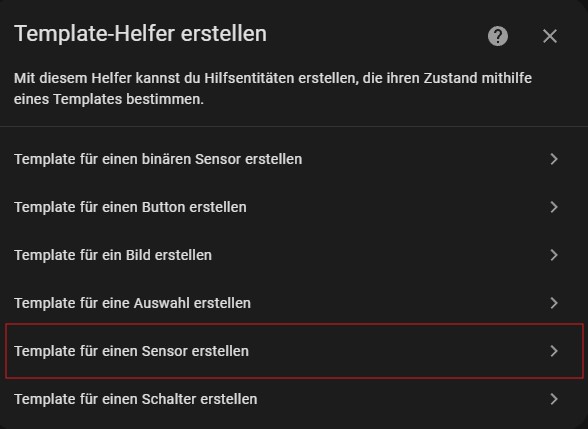 Template-Helfer erstellen
Mit diesem Helfer kannst du Hilfsentitäten erstellen, die ihren Zustand mithilfe
eines Templates bestimmen.
Template für einen binären Sensor erstellen
Template für einen Button erstellen
Template für ein Bild erstellen
Template für eine Auswahl erstellen
Template für einen Sensor erstellen
Template für einen Schalter erstellen